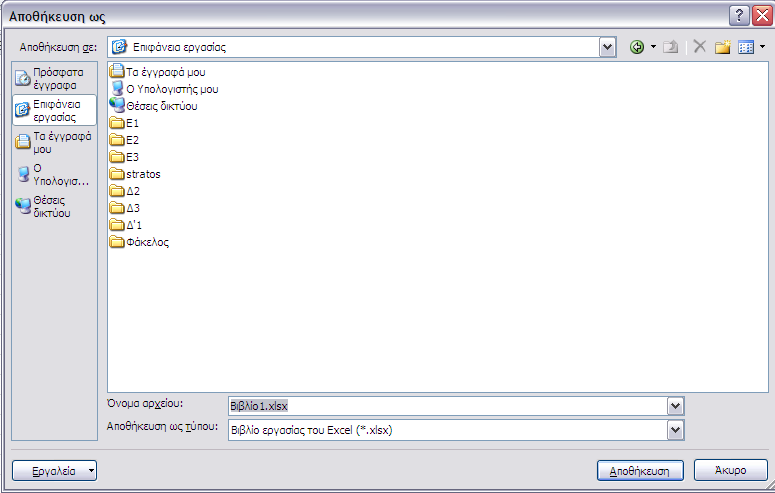 Αποθήκευση ως
Αποθήκευση σε:
Επιφάνεια εργασίας
Πρόσφατα
έγγραφα
Επιφάνεια
εργασίας
Τα έγγραφά
μου
Ο
Υπολογισ...
Θέσεις
δικτύου
Τα έγγραφά μου
Ο Υπολογιστής μου
Θέσεις δικτύου
Ε1
Ε2
Ε3
stratos
Δ2
Δ3
Δ'1
Φάκελος
Όνομα αρχείου:
Βιβλίο1.xlsx
Αποθήκευση ως τύπου:
Βιβλίο εργασίας του Excel (*.xlsx)
Εργαλεία
Αποθήκευση
Άκυρο